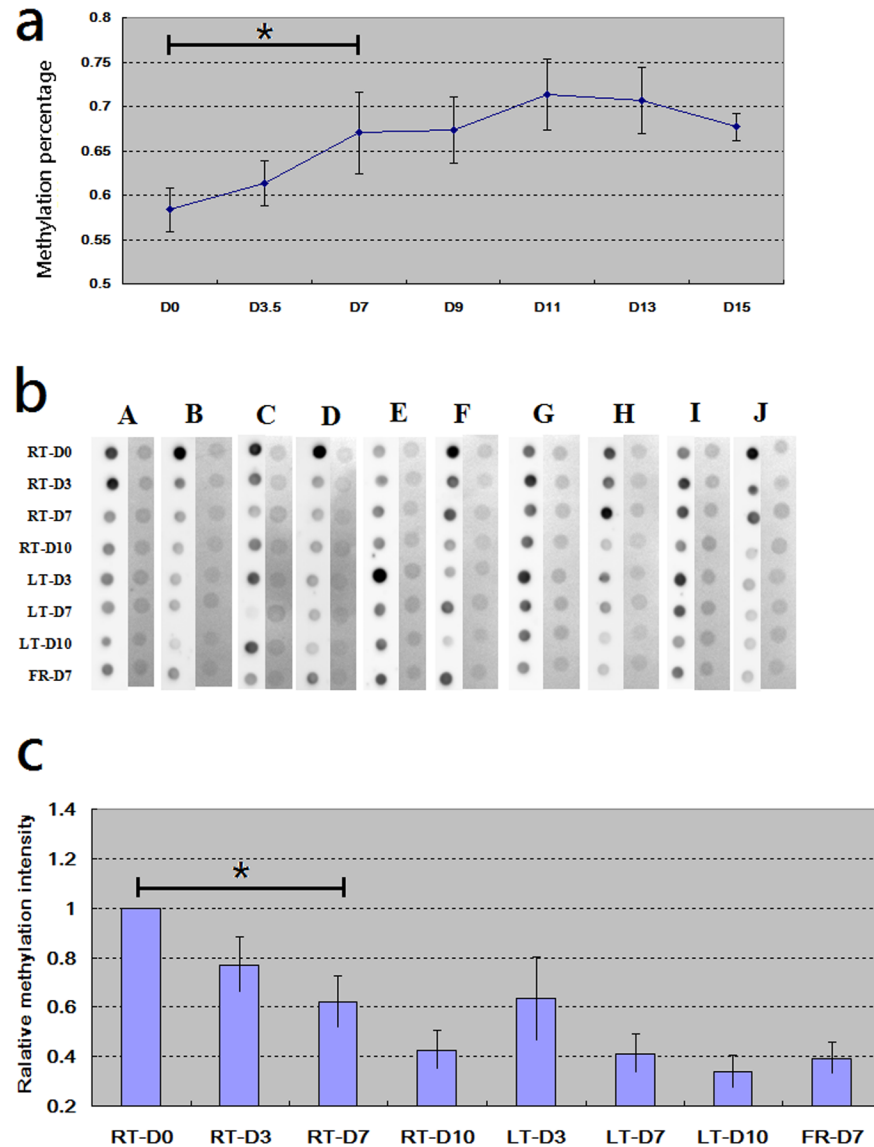 a
Methylation percentage
0.8
0.75
0.7
0.65
0.6
0.55
0.5
*
D0 D3.5 D7 D9 D11 D13 D15
b
A B C D E F G H I J
RT-D0
RT-D3
RT-D7
RT-D10
LT-D3
LT-D7
LT-D10
FR-D7
c
Ralative methylation intensity
1.4
1.2
1
0.8
0.6
0.4
0.2
*
RT-D0 RT-D3 RT-D7 RT-D10 LT-D3 LT-D7 LT-D10 FR-D7